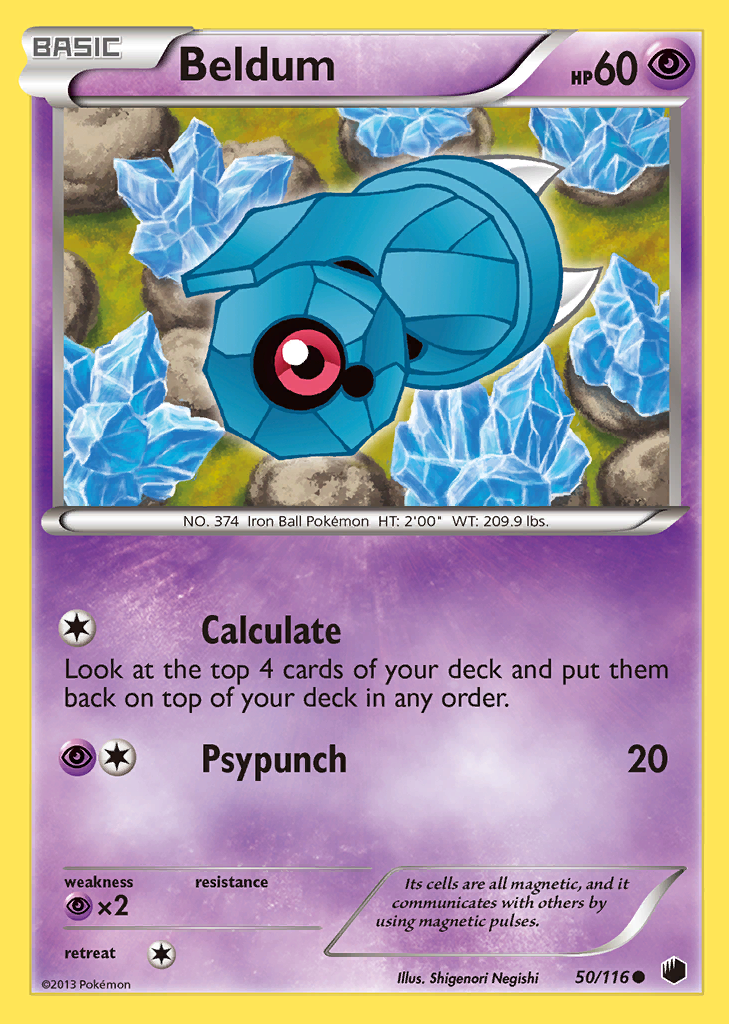 BASIC
Beldum
HP60
NO. 374 Iron Ball Pokémon HT: 2'00" WT: 209.9 lbs.
Calculate
Look at the top 4 cards of your deck and put them
back on top of your deck in any order.
Psypunch 20
weakness resistance
×2
retreat
Its cells are all magnetic, and it
communicates with others by
using magnetic pulses.
©2013 Pokémon
Illus. Shigenori Negishi
50/116